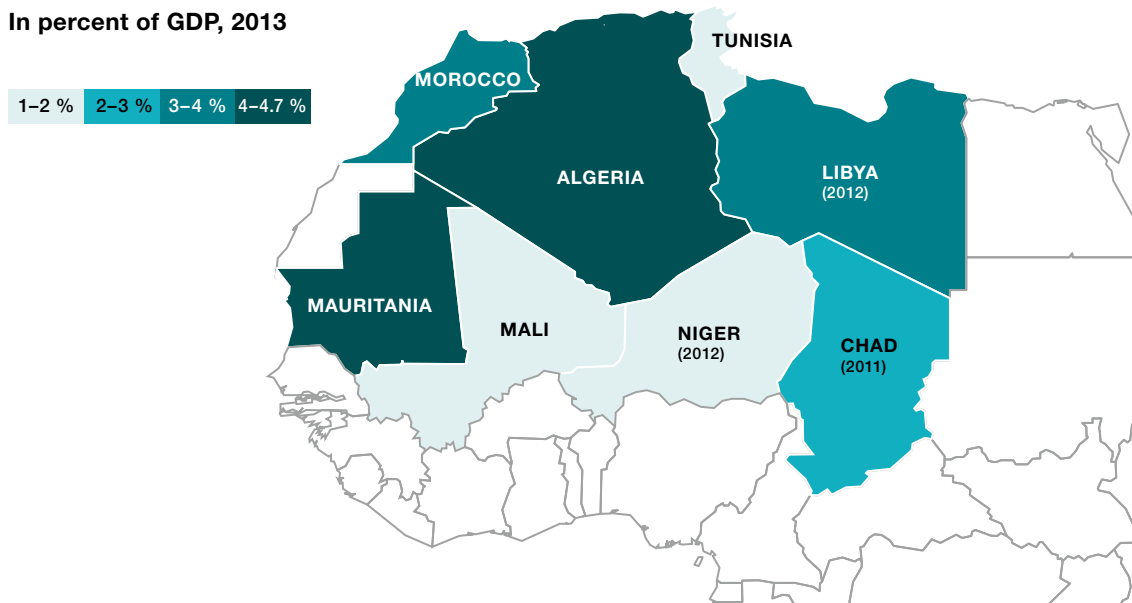 In percent of GDP, 2013
1–2 %
2–3 %
3–4 %
4–4.7 %
TUNISIA
MOROCCO
ALGERIA
LIBYA
(2012)
MAURITANIA
MALI
NIGER
(2012)
CHAD
(2011)